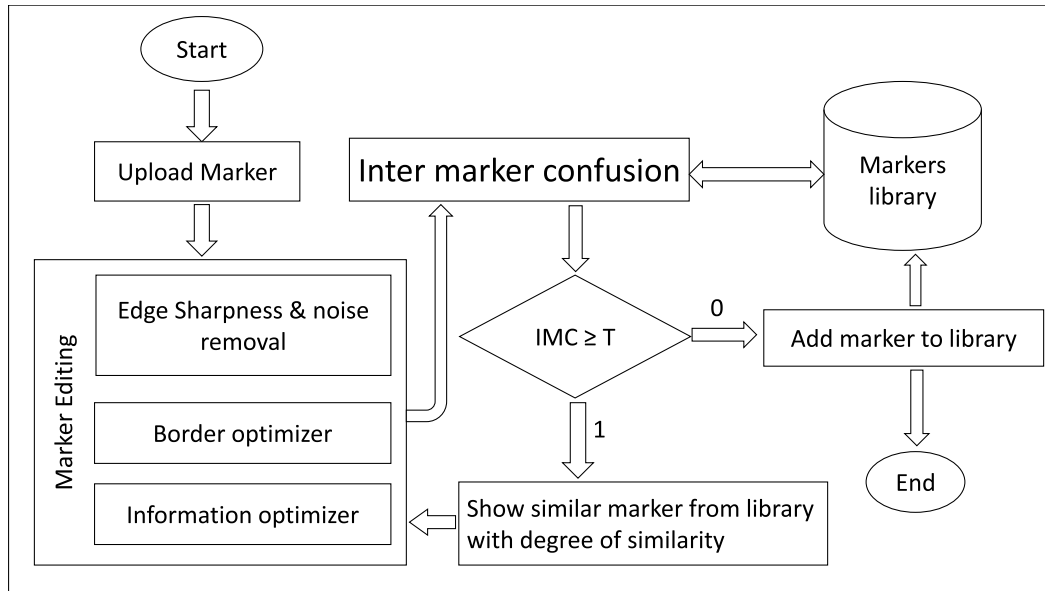 Start
Upload Marker
Marker Editing
Edge Sharpness & noise
removal
Border optimizer
Information optimizer
Inter marker confusion
Markers
library
IMC ≥ T
0
1
Add marker to library
Show similar marker from library
with degree of similarity
End